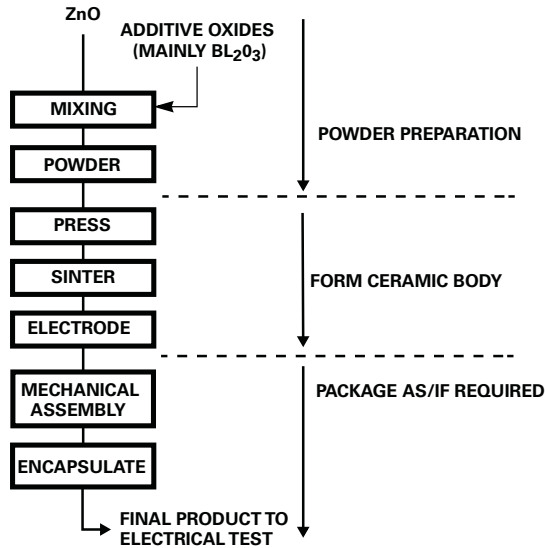 ZnO
ADDITIVE OXIDES
(MAINLY BL₂0₃)
MIXING
POWDER PREPARATION
POWDER
PRESS
SINTER
FORM CERAMIC BODY
ELECTRODE
MECHANICAL
ASSEMBLY
PACKAGE AS/IF REQUIRED
ENCAPSULATE
FINAL PRODUCT TO
ELECTRICAL TEST